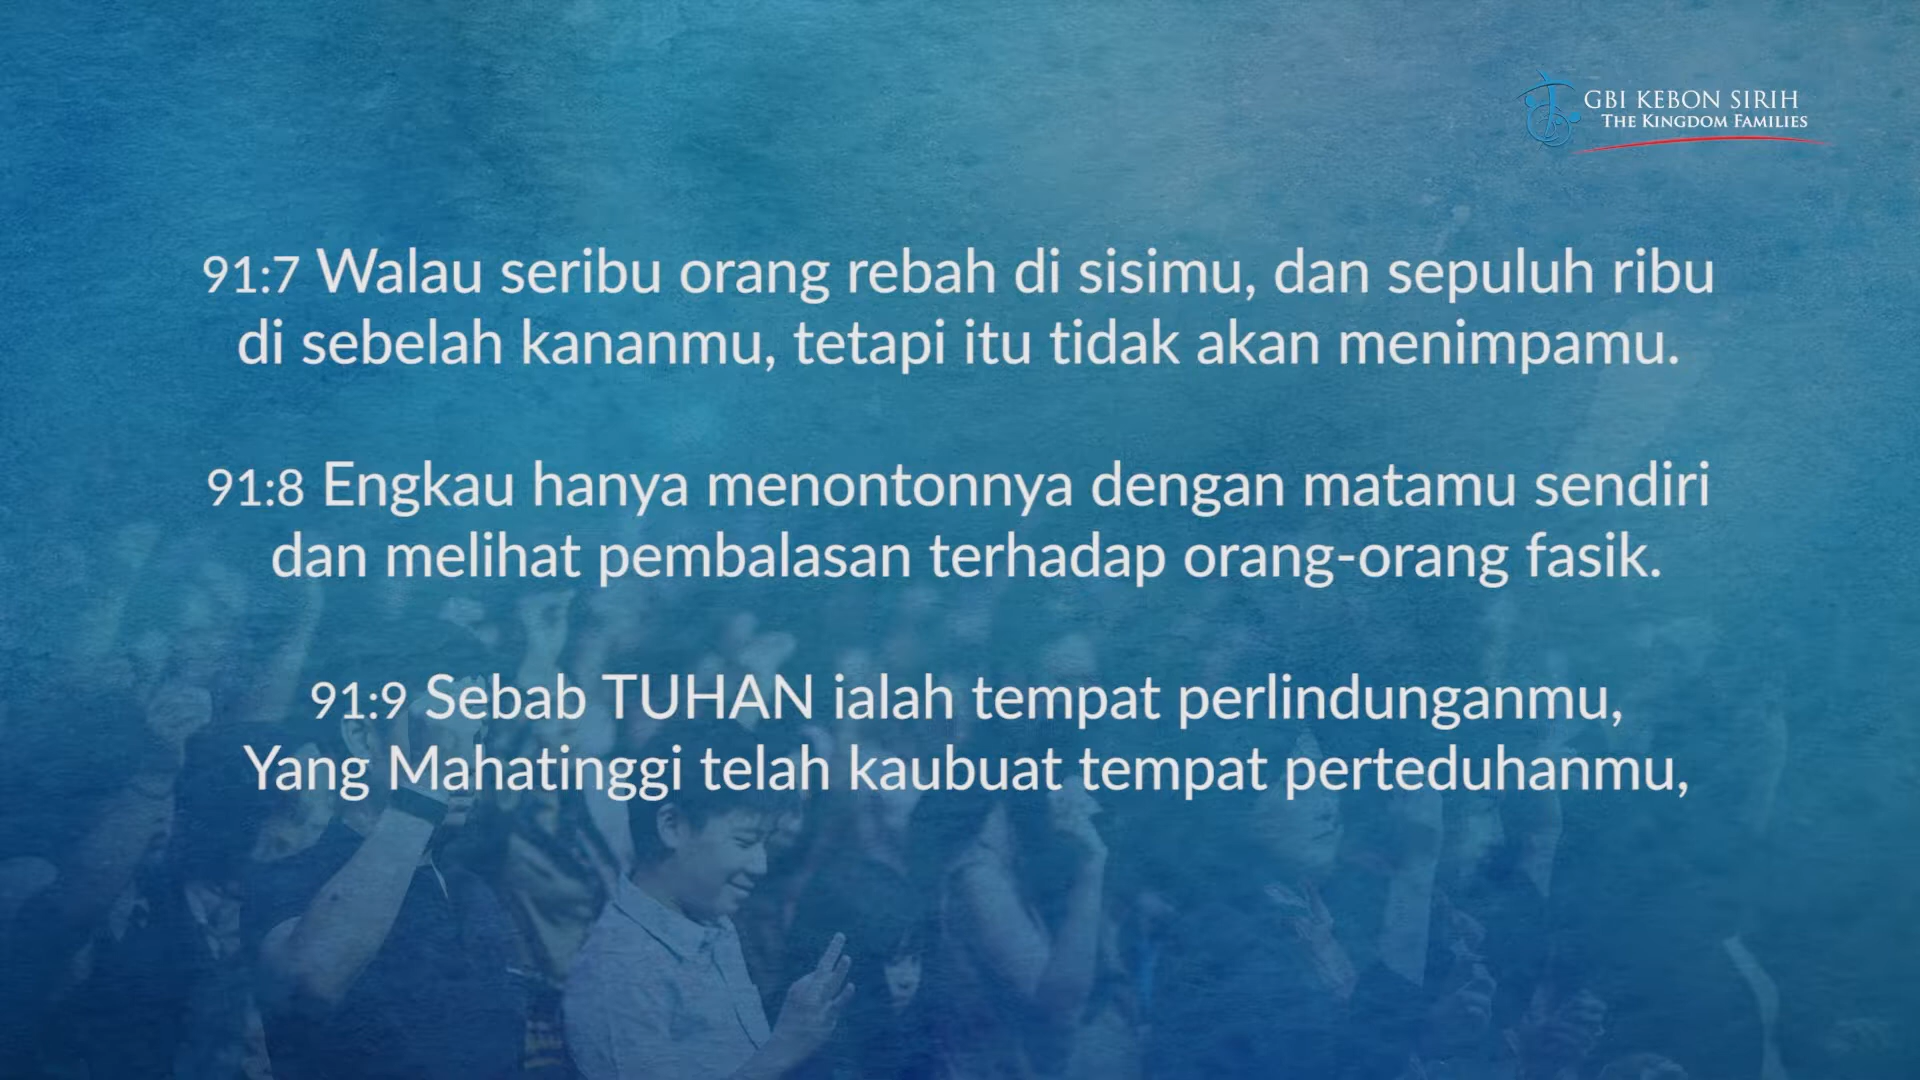 GBI KEBON SIRIH
THE KINGDOM FAMILIES
91:7 Walau seribu orang rebah di sisimu, dan sepuluh ribu
di sebelah kananmu, tetapi itu tidak akan menimpamu.
91:8 Engkau hanya menontonnya dengan matamu sendiri
dan melihat pembalasan terhadap orang-orang fasik.
91:9 Sebab TUHAN ialah tempat perlindunganmu,
Yang Mahatinggi telah kaubuat tempat perteduhanmu,